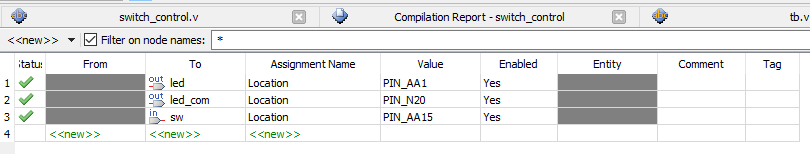 switch_control.v Compilation Report - switch_control tb.v
<<new>> Filter on node names: *
Status From To Assignment Name Value Enabled Entity Comment Tag
1 out led Location PIN_AA1 Yes
2 out led_com Location PIN_N20 Yes
3 in sw Location PIN_AA15 Yes
4 <<new>> <<new>> <<new>>